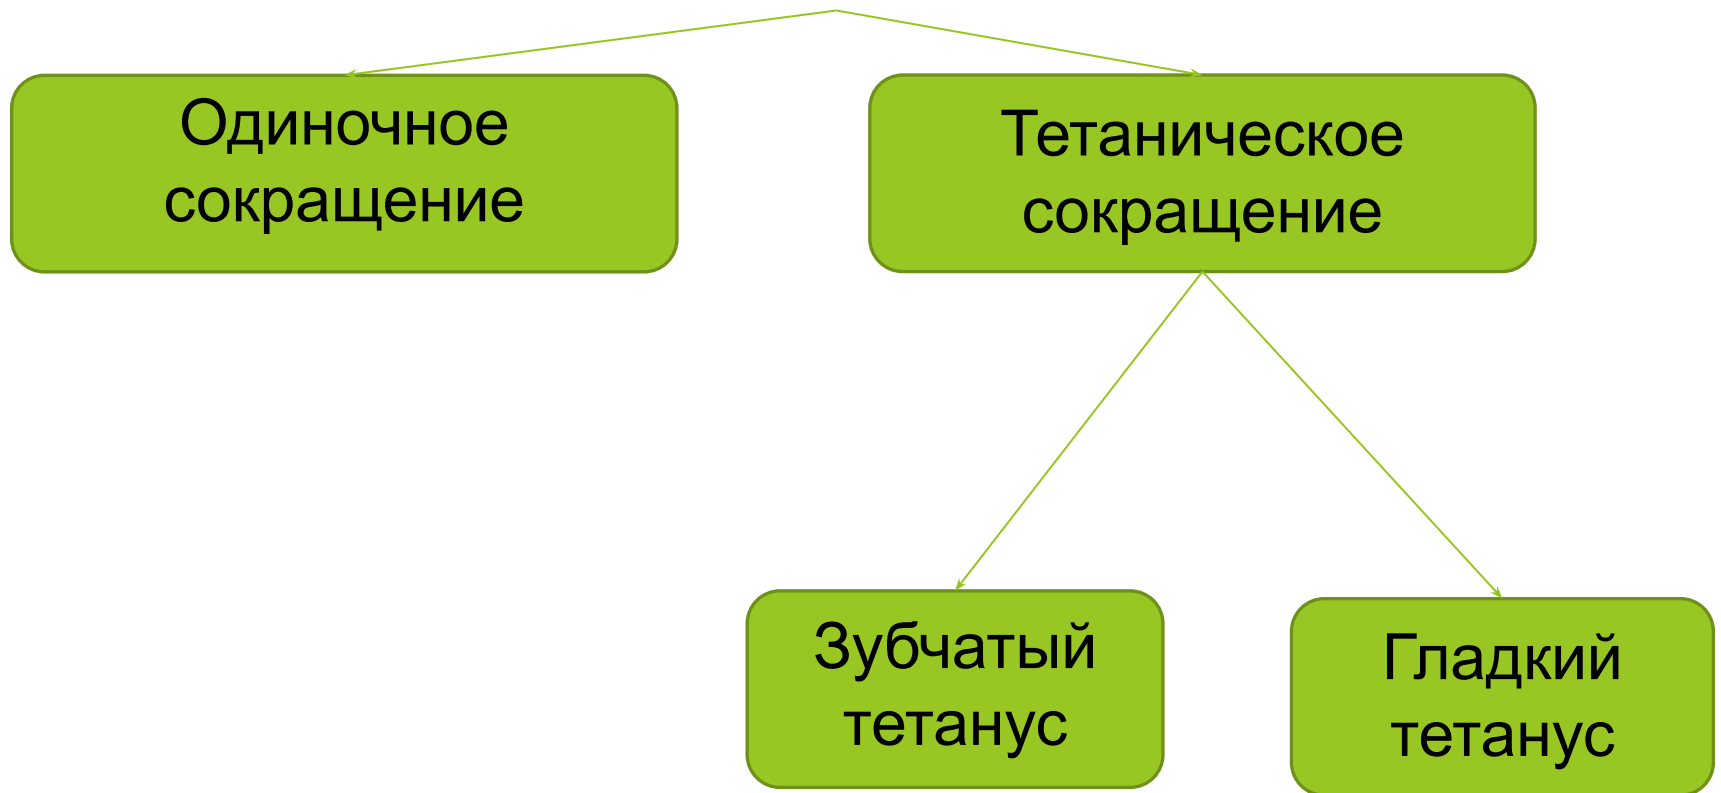 Одиночное
сокращение
Тетаническое
сокращение
Зубчатый
тетанус
Гладкий
тетанус